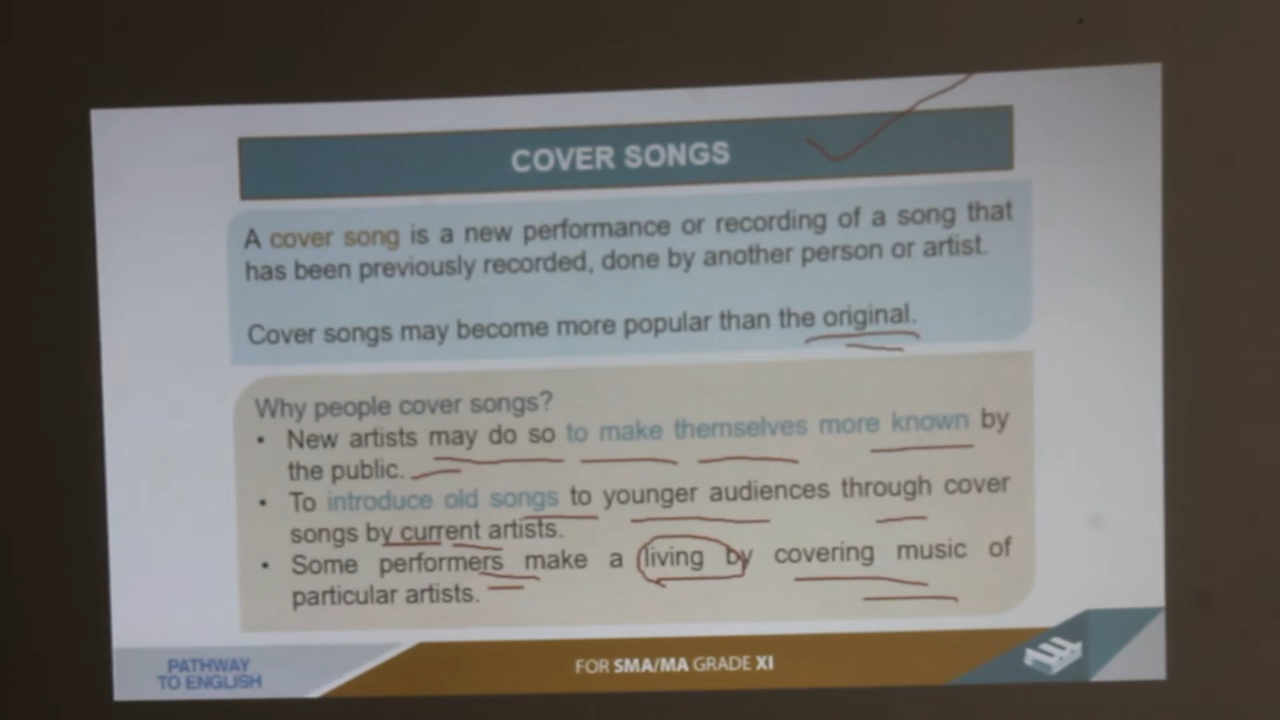 COVER SONGS
A cover song is a new performance or recording of a song that
has been previously recorded, done by another person or artist.
Cover songs may become more popular than the original.
Why people cover songs?
• New artists may do so to make themselves more known by
the public.
• To introduce old songs to younger audiences through cover
songs by current artists.
• Some performers make a living by covering music of
particular artists.
PATHWAY
TO ENGLISH
FOR SMA/MA GRADE XI